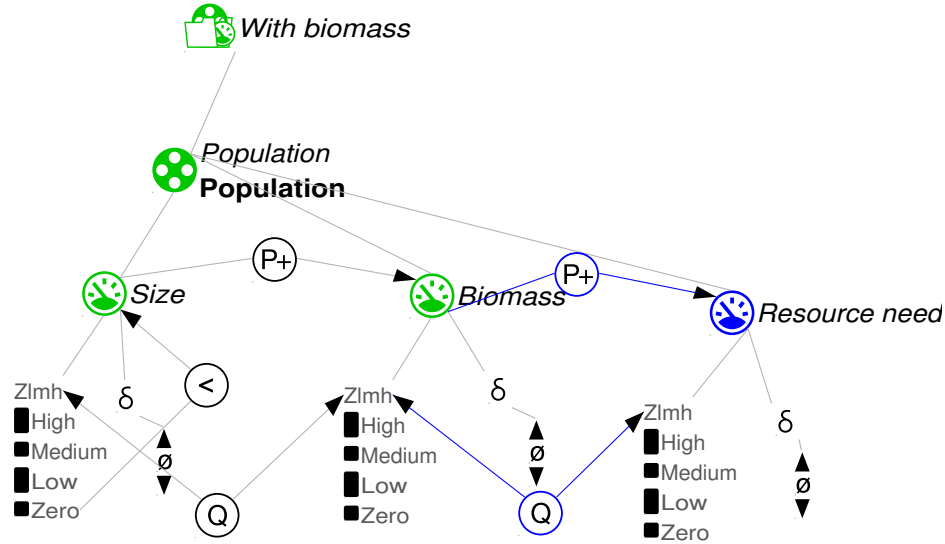 With biomass
Population
Population
P+
P+
Size
Biomass
Resource need
<
Zlmh
δ
High
Medium
Low
Zero
ø
Q
Zlmh
δ
High
Medium
Low
Zero
ø
Q
Zlmh
δ
High
Medium
Low
Zero
ø